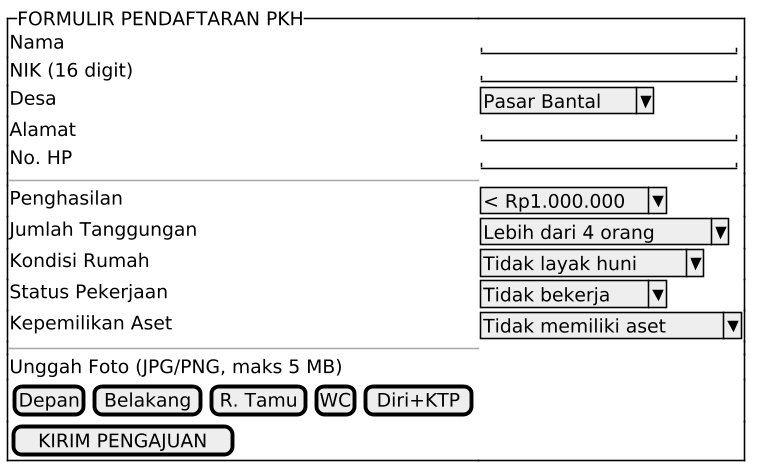 FORMULIR PENDAFTARAN PKH
Nama
NIK (16 digit)
Desa Pasar Bantal ▼
Alamat
No. HP
Penghasilan < Rp1.000.000 ▼
Jumlah Tanggungan Lebih dari 4 orang ▼
Kondisi Rumah Tidak layak huni ▼
Status Pekerjaan Tidak bekerja ▼
Kepemilikan Aset Tidak memiliki aset ▼
Unggah Foto (JPG/PNG, maks 5 MB)
Depan Belakang R. Tamu WC Diri+KTP
KIRIM PENGAJUAN